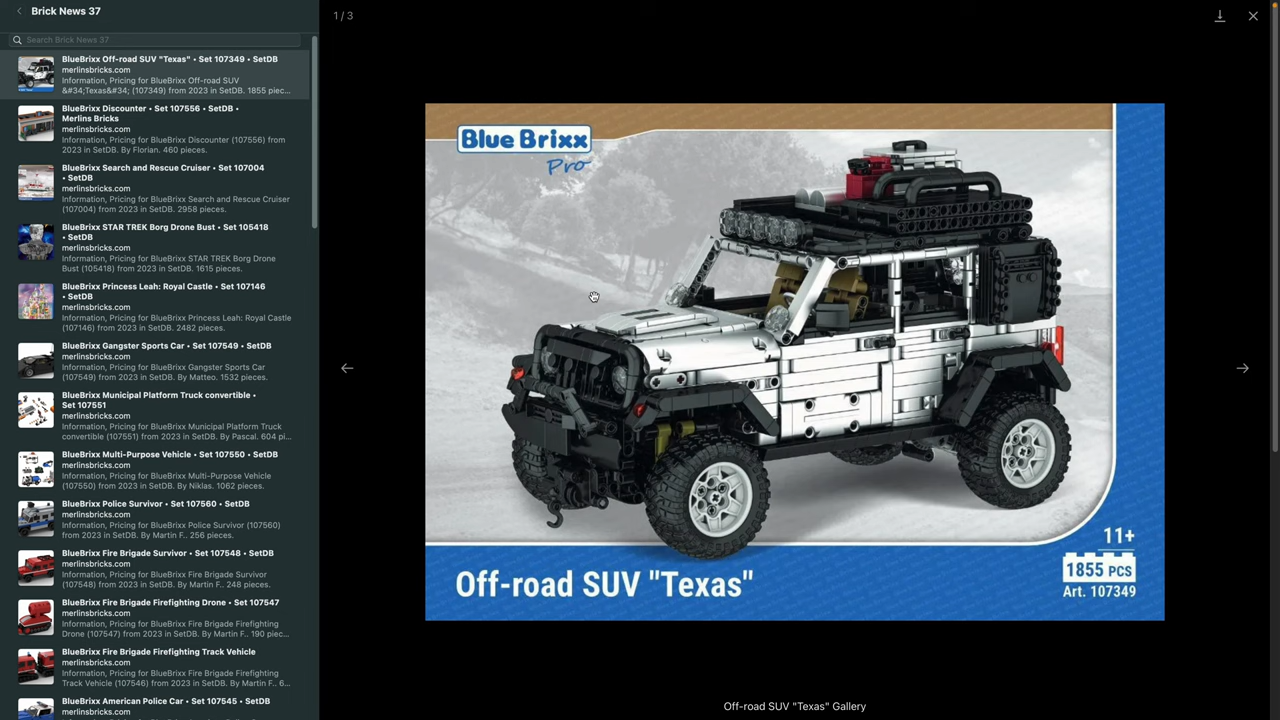 Brick News 37
Search Brick News 37
BlueBrixx Off-road SUV "Texas" • Set 107349 • SetDB
merlinsbricks.com
Information, Pricing for BlueBrixx Off-road SUV
&#34;Texas&#34; (107349) from 2023 in SetDB. 1855 piec...
BlueBrixx Discounter • Set 107556 • SetDB •
Merlins Bricks
merlinsbricks.com
Information, Pricing for BlueBrixx Discounter (107556) from
2023 in SetDB. By Florian. 460 pieces.
BlueBrixx Search and Rescue Cruiser • Set 107004
• SetDB
merlinsbricks.com
Information, Pricing for BlueBrixx Search and Rescue Cruiser
(107004) from 2023 in SetDB. 2958 pieces.
BlueBrixx STAR TREK Borg Drone Bust • Set 105418
• SetDB
merlinsbricks.com
Information, Pricing for BlueBrixx STAR TREK Borg Drone
Bust (105418) from 2023 in SetDB. 1615 pieces.
BlueBrixx Princess Leah: Royal Castle • Set 107146
• SetDB
merlinsbricks.com
Information, Pricing for BlueBrixx Princess Leah: Royal Castle
(107146) from 2023 in SetDB. 2482 pieces.
BlueBrixx Gangster Sports Car • Set 107549 • SetDB
merlinsbricks.com
Information, Pricing for BlueBrixx Gangster Sports Car
(107549) from 2023 in SetDB. By Matteo. 1532 pieces.
BlueBrixx Municipal Platform Truck convertible •
Set 107551
merlinsbricks.com
Information, Pricing for BlueBrixx Municipal Platform Truck
convertible (107551) from 2023 in SetDB. By Pascal. 604 pi...
BlueBrixx Multi-Purpose Vehicle • Set 107550 • SetDB
merlinsbricks.com
Information, Pricing for BlueBrixx Multi-Purpose Vehicle
(107550) from 2023 in SetDB. By Niklas. 1062 pieces.
BlueBrixx Police Survivor • Set 107560 • SetDB
merlinsbricks.com
Information, Pricing for BlueBrixx Police Survivor (107560)
from 2023 in SetDB. By Martin F.. 256 pieces.
BlueBrixx Fire Brigade Survivor • Set 107548 • SetDB
merlinsbricks.com
Information, Pricing for BlueBrixx Fire Brigade Survivor
(107548) from 2023 in SetDB. By Martin F.. 248 pieces.
BlueBrixx Fire Brigade Firefighting Drone • Set 107547
merlinsbricks.com
Information, Pricing for BlueBrixx Fire Brigade Firefighting
Drone (107547) from 2023 in SetDB. By Martin F.. 190 piec...
BlueBrixx Fire Brigade Firefighting Track Vehicle
merlinsbricks.com
Information, Pricing for BlueBrixx Fire Brigade Firefighting
Track Vehicle (107546) from 2023 in SetDB. By Martin F.. 6...
BlueBrixx American Police Car • Set 107545 • SetDB
merlinsbricks.com
1 / 3
Blue Brixx
Pro
11+
1855 PCS
Art. 107349
Off-road SUV "Texas"
Off-road SUV "Texas" Gallery